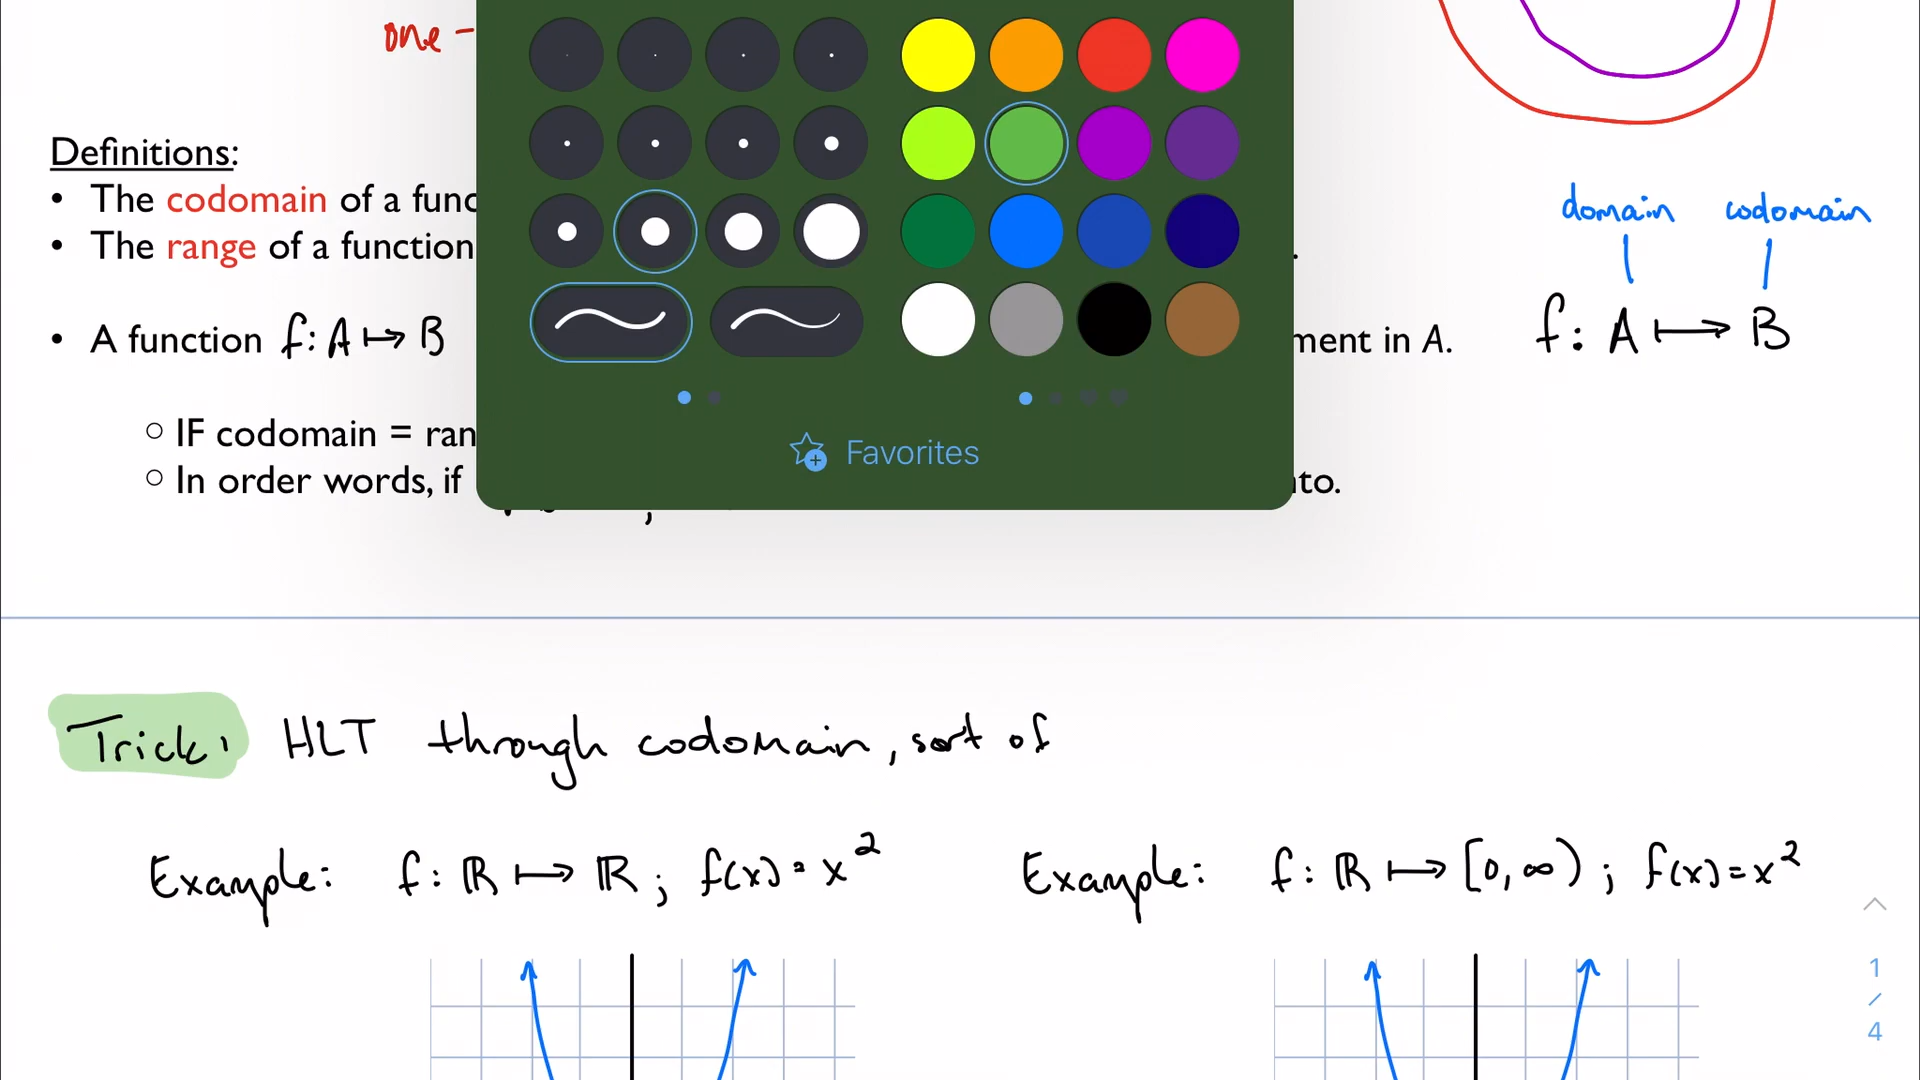 one -
Definitions:
• The codomain of a func
• The range of a function .
domain codomain
• A function f: A ↦ B ment in A.
f: A ⟼ B
○ IF codomain = ran
○ In order words, if nto.
Favorites
Trick: HLT through codomain, sort of
Example: f: ℝ ⟼ ℝ; f(x) = x²
Example: f: ℝ ⟼ [0, ∞); f(x) = x²
1
/
4